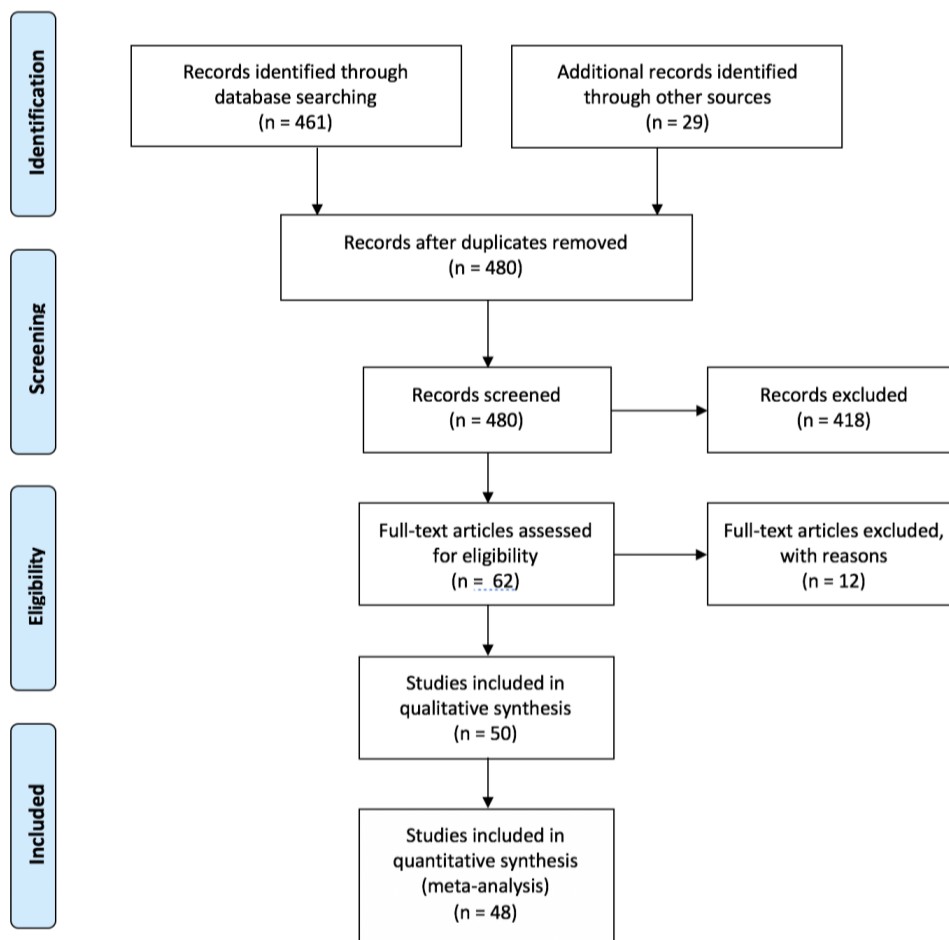 Identification
Records identified through
database searching
(n = 461)
Additional records identified
through other sources
(n = 29)
Records after duplicates removed
(n = 480)
Screening
Records screened
(n = 480)
Records excluded
(n = 418)
Eligibility
Full-text articles assessed
for eligibility
(n = 62)
Full-text articles excluded,
with reasons
(n = 12)
Studies included in
qualitative synthesis
(n = 50)
Included
Studies included in
quantitative synthesis
(meta-analysis)
(n = 48)